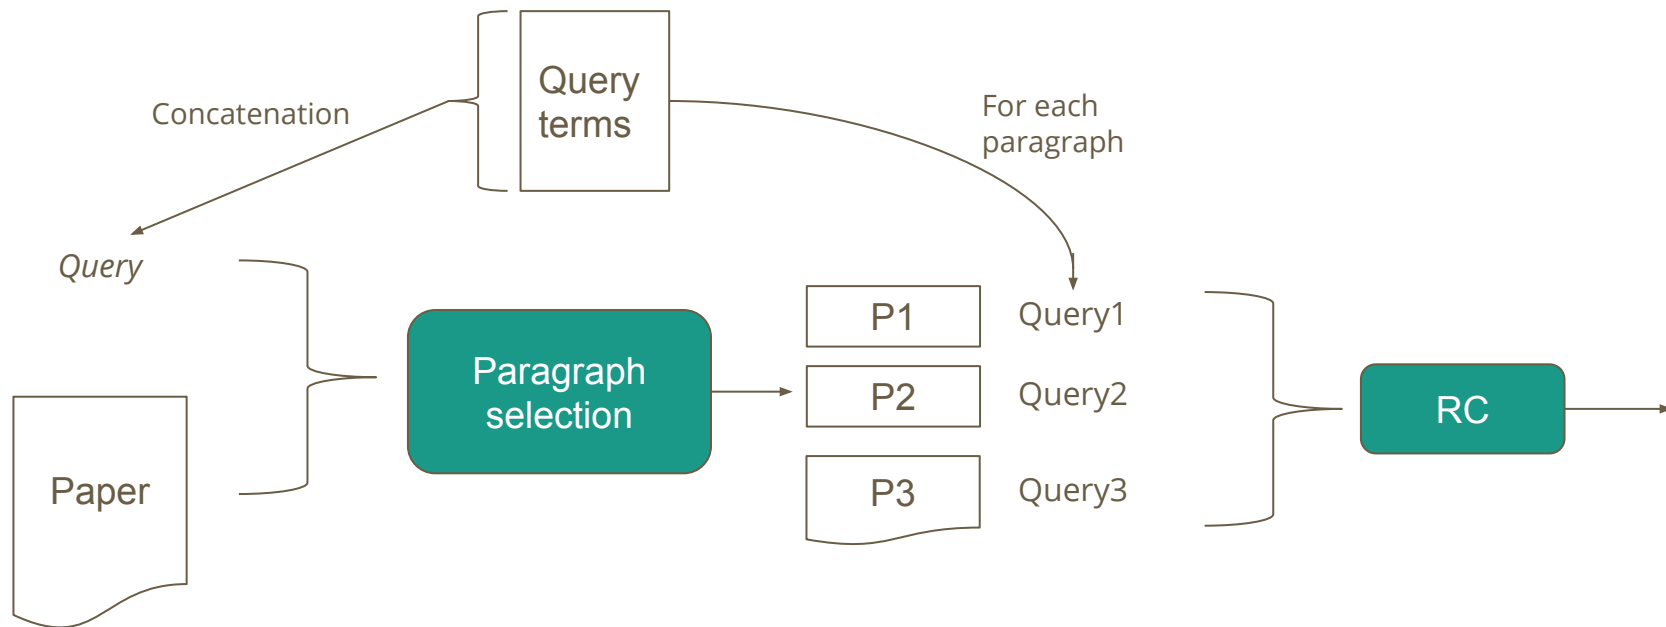 Query
terms
Concatenation
For each
paragraph
Query
Paper
Paragraph
selection
P1
Query1
P2
Query2
P3
Query3
RC